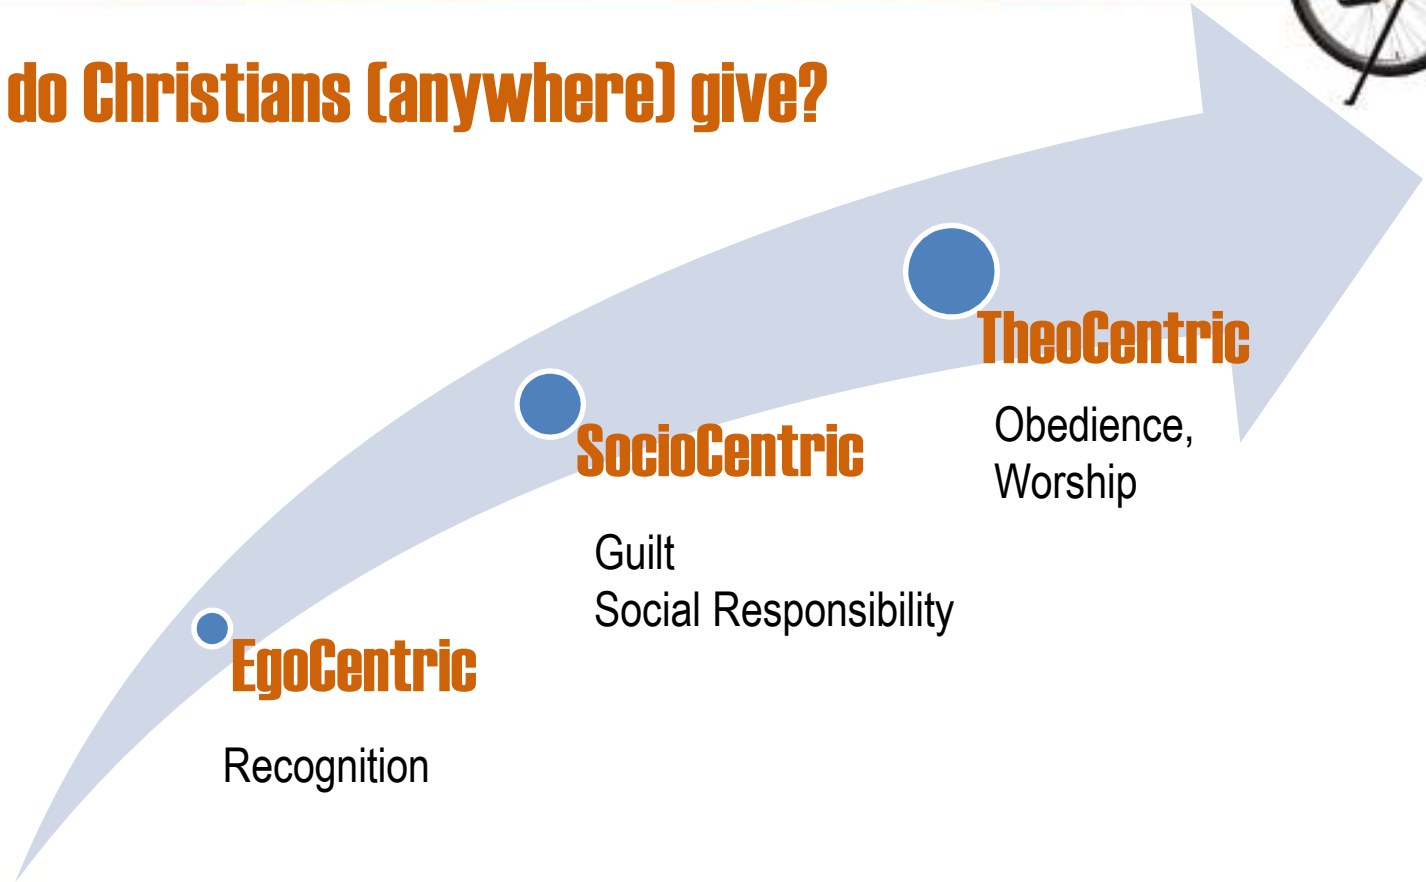 do Christians (anywhere) give?
TheoCentric
Obedience,
Worship
SocioCentric
Guilt
Social Responsibility
EgoCentric
Recognition